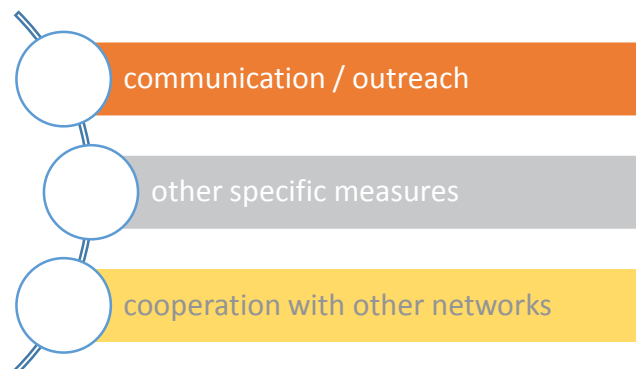 communication / outreach
other specific measures
cooperation with other networks